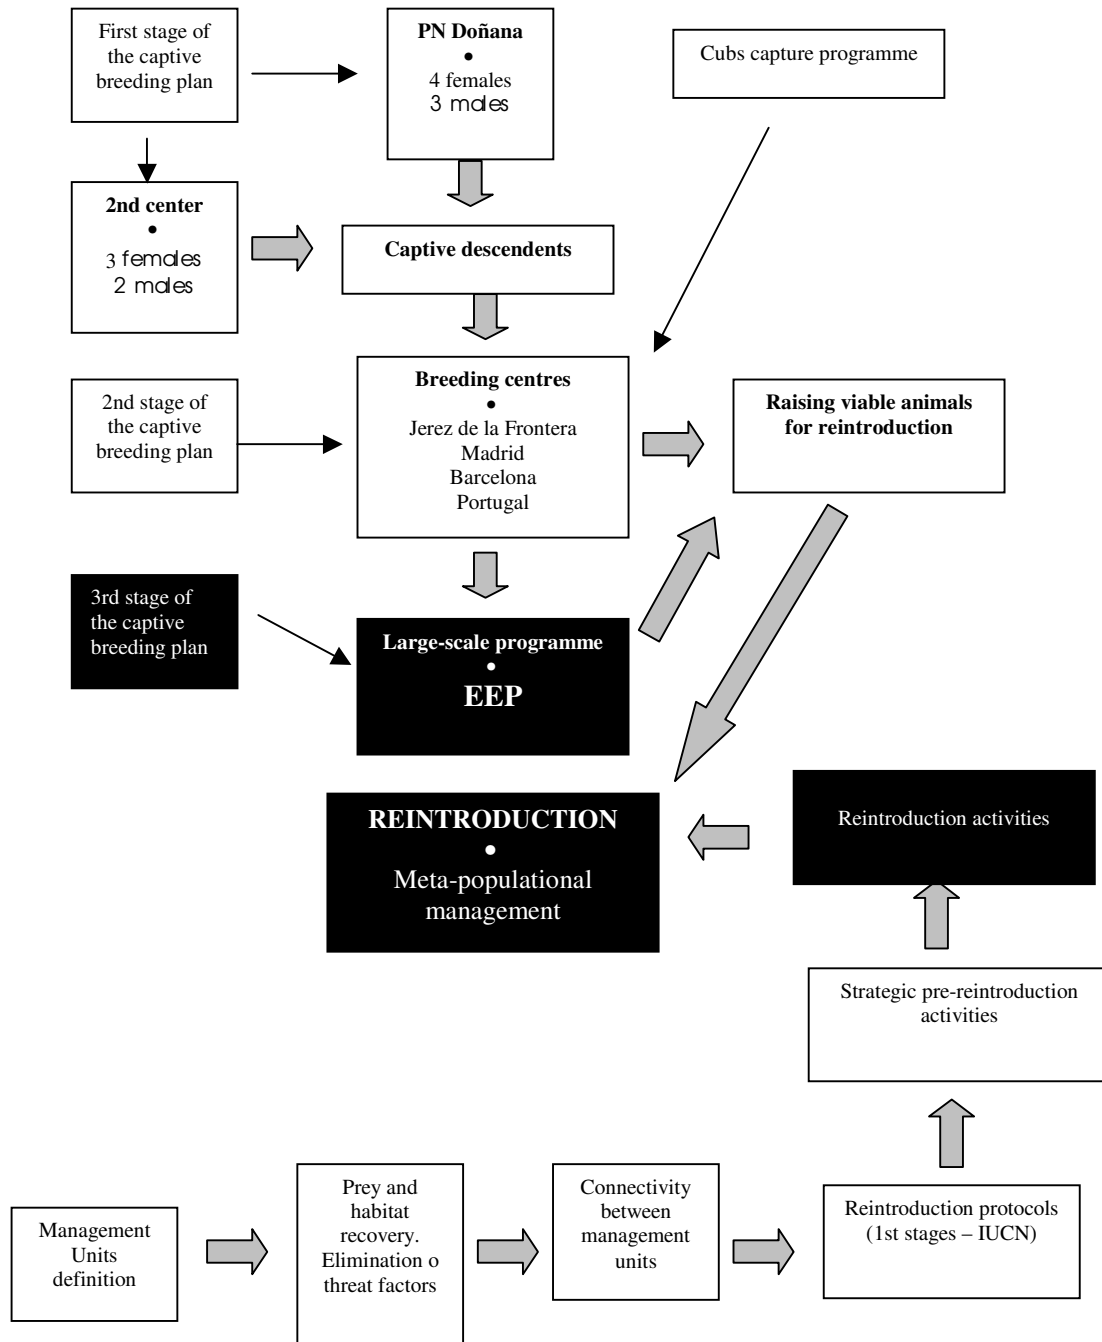 First stage of
the captive
breeding plan
PN Doñana
•
4 females
3 males
Cubs capture programme
2nd center
•
3 females
2 males
Captive descendents
2nd stage of
the captive
breeding plan
Breeding centres
•
Jerez de la Frontera
Madrid
Barcelona
Portugal
Raising viable animals
for reintroduction
3rd stage of
the captive
breeding plan
Large-scale programme
•
EEP
REINTRODUCTION
•
Meta-populational
management
Reintroduction activities
Strategic pre-reintroduction
activities
Management
Units
definition
Prey and
habitat
recovery.
Elimination o
threat factors
Connectivity
between
management
units
Reintroduction protocols
(1st stages – IUCN)